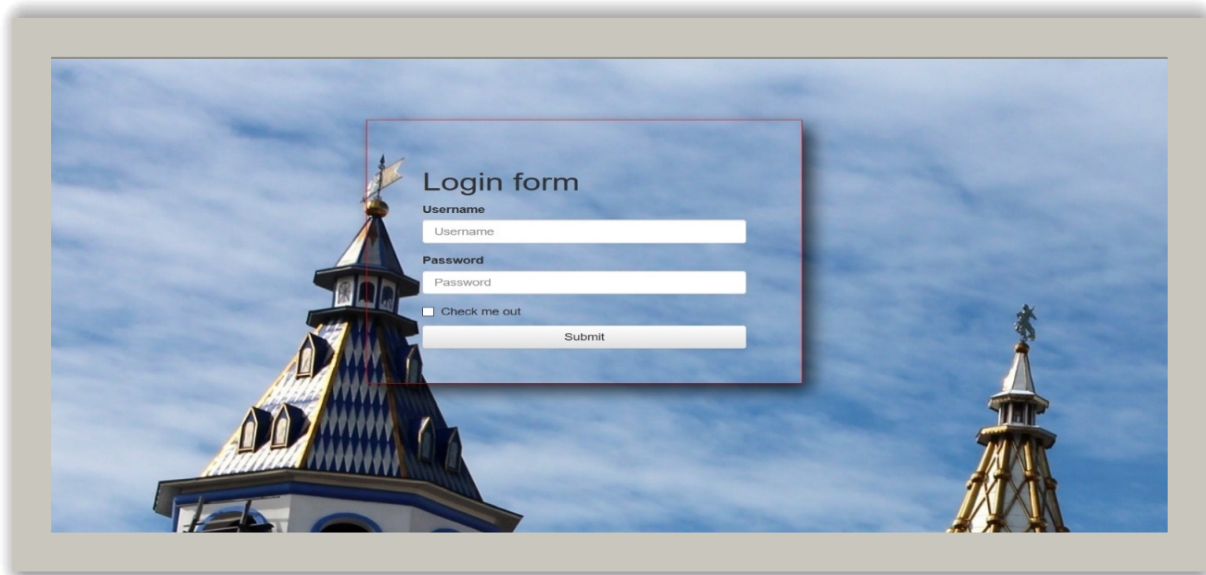 Login form
Username
Username
Password
Password
Check me out
Submit